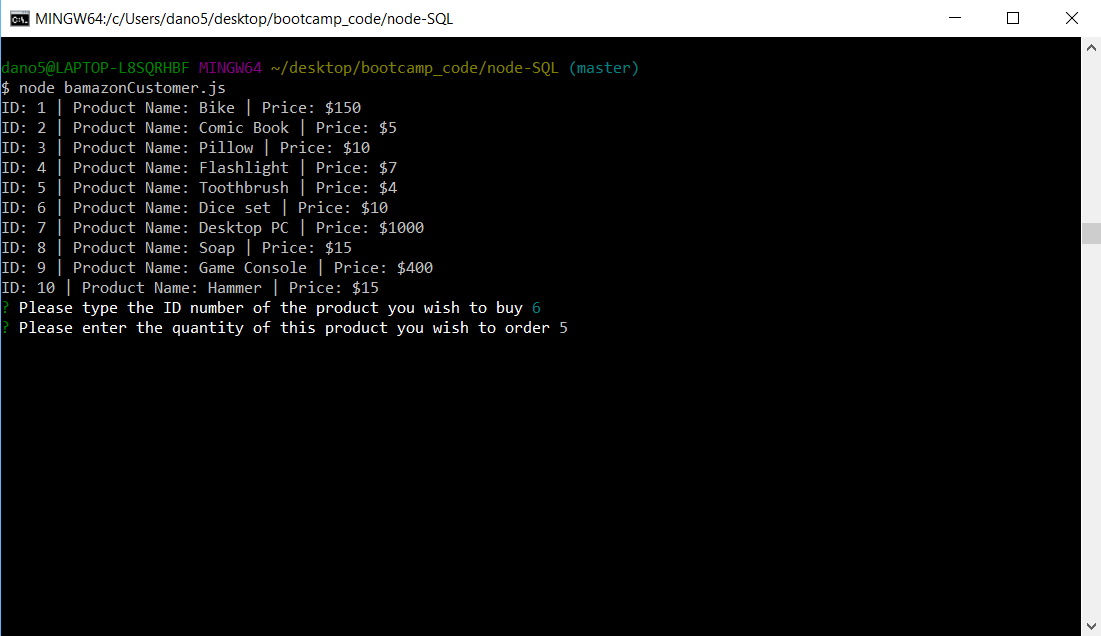 MINGW64:/c/Users/dano5/desktop/bootcamp_code/node-SQL
dano5@LAPTOP-L8SQRHBF MINGW64 ~/desktop/bootcamp_code/node-SQL (master)
$ node bamazonCustomer.js
ID: 1 | Product Name: Bike | Price: $150
ID: 2 | Product Name: Comic Book | Price: $5
ID: 3 | Product Name: Pillow | Price: $10
ID: 4 | Product Name: Flashlight | Price: $7
ID: 5 | Product Name: Toothbrush | Price: $4
ID: 6 | Product Name: Dice set | Price: $10
ID: 7 | Product Name: Desktop PC | Price: $1000
ID: 8 | Product Name: Soap | Price: $15
ID: 9 | Product Name: Game Console | Price: $400
ID: 10 | Product Name: Hammer | Price: $15
? Please type the ID number of the product you wish to buy 6
? Please enter the quantity of this product you wish to order 5